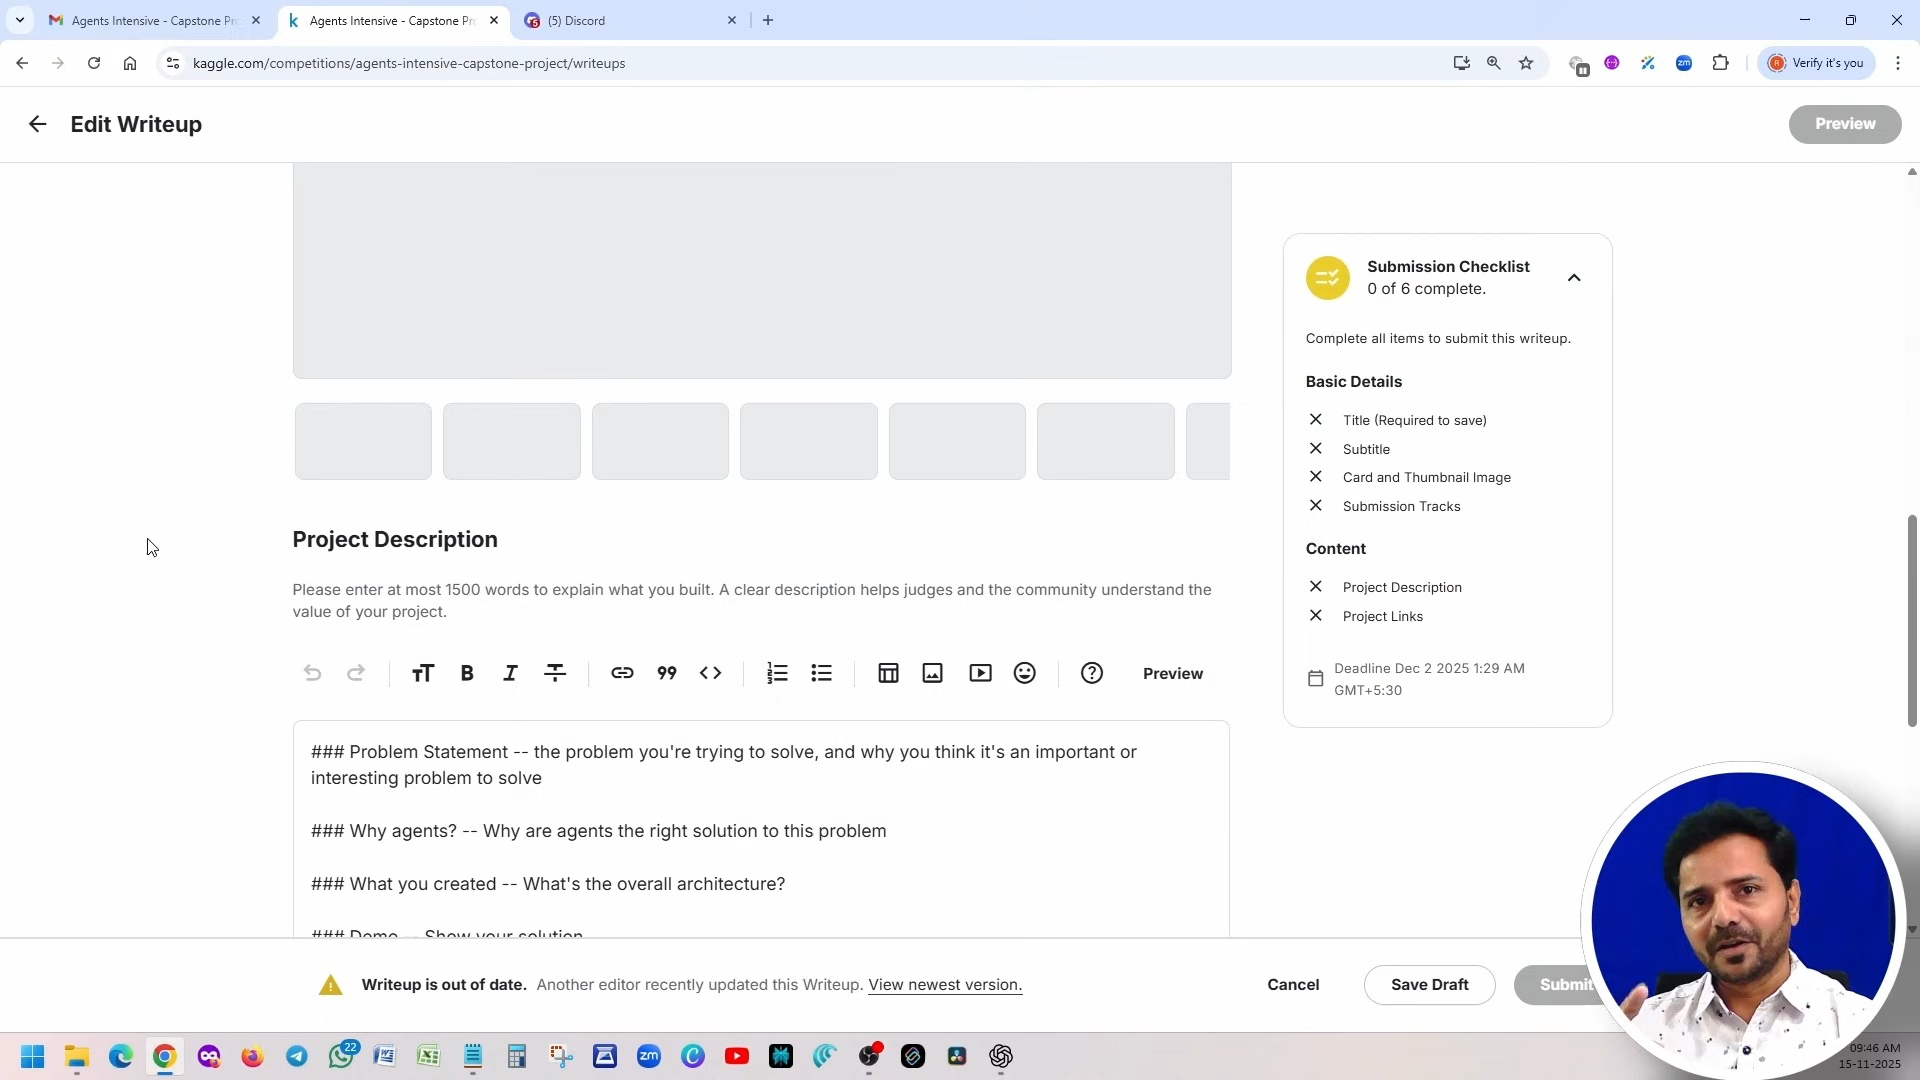 Agents Intensive - Capstone Pr
Agents Intensive - Capstone Pr
(5) Discord
kaggle.com/competitions/agents-intensive-capstone-project/writeups
Verify it's you
Edit Writeup
Preview
Submission Checklist
0 of 6 complete.
Complete all items to submit this writeup.
Basic Details
Title (Required to save)
Subtitle
Card and Thumbnail Image
Submission Tracks
Content
Project Description
Project Links
Deadline Dec 2 2025 1:29 AM
GMT+5:30
Project Description
Please enter at most 1500 words to explain what you built. A clear description helps judges and the community understand the
value of your project.
Preview
### Problem Statement -- the problem you're trying to solve, and why you think it's an important or
interesting problem to solve
### Why agents? -- Why are agents the right solution to this problem
### What you created -- What's the overall architecture?
### Demo -- Show your solution
Writeup is out of date. Another editor recently updated this Writeup. View newest version.
Cancel
Save Draft
Submit
22
zm
09:46 AM
15-11-2025